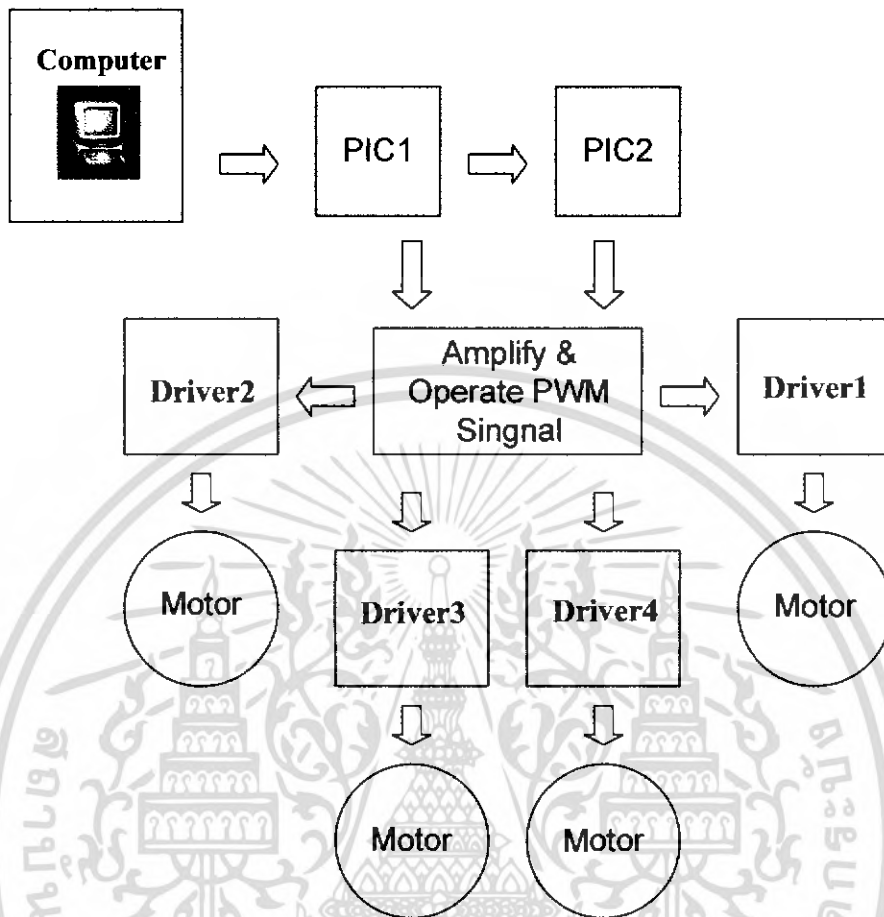 Computer
PIC1
PIC2
Amplify &
Operate PWM
Singnal
Driver2
Driver1
Motor
Driver3
Driver4
Motor
Motor
Motor